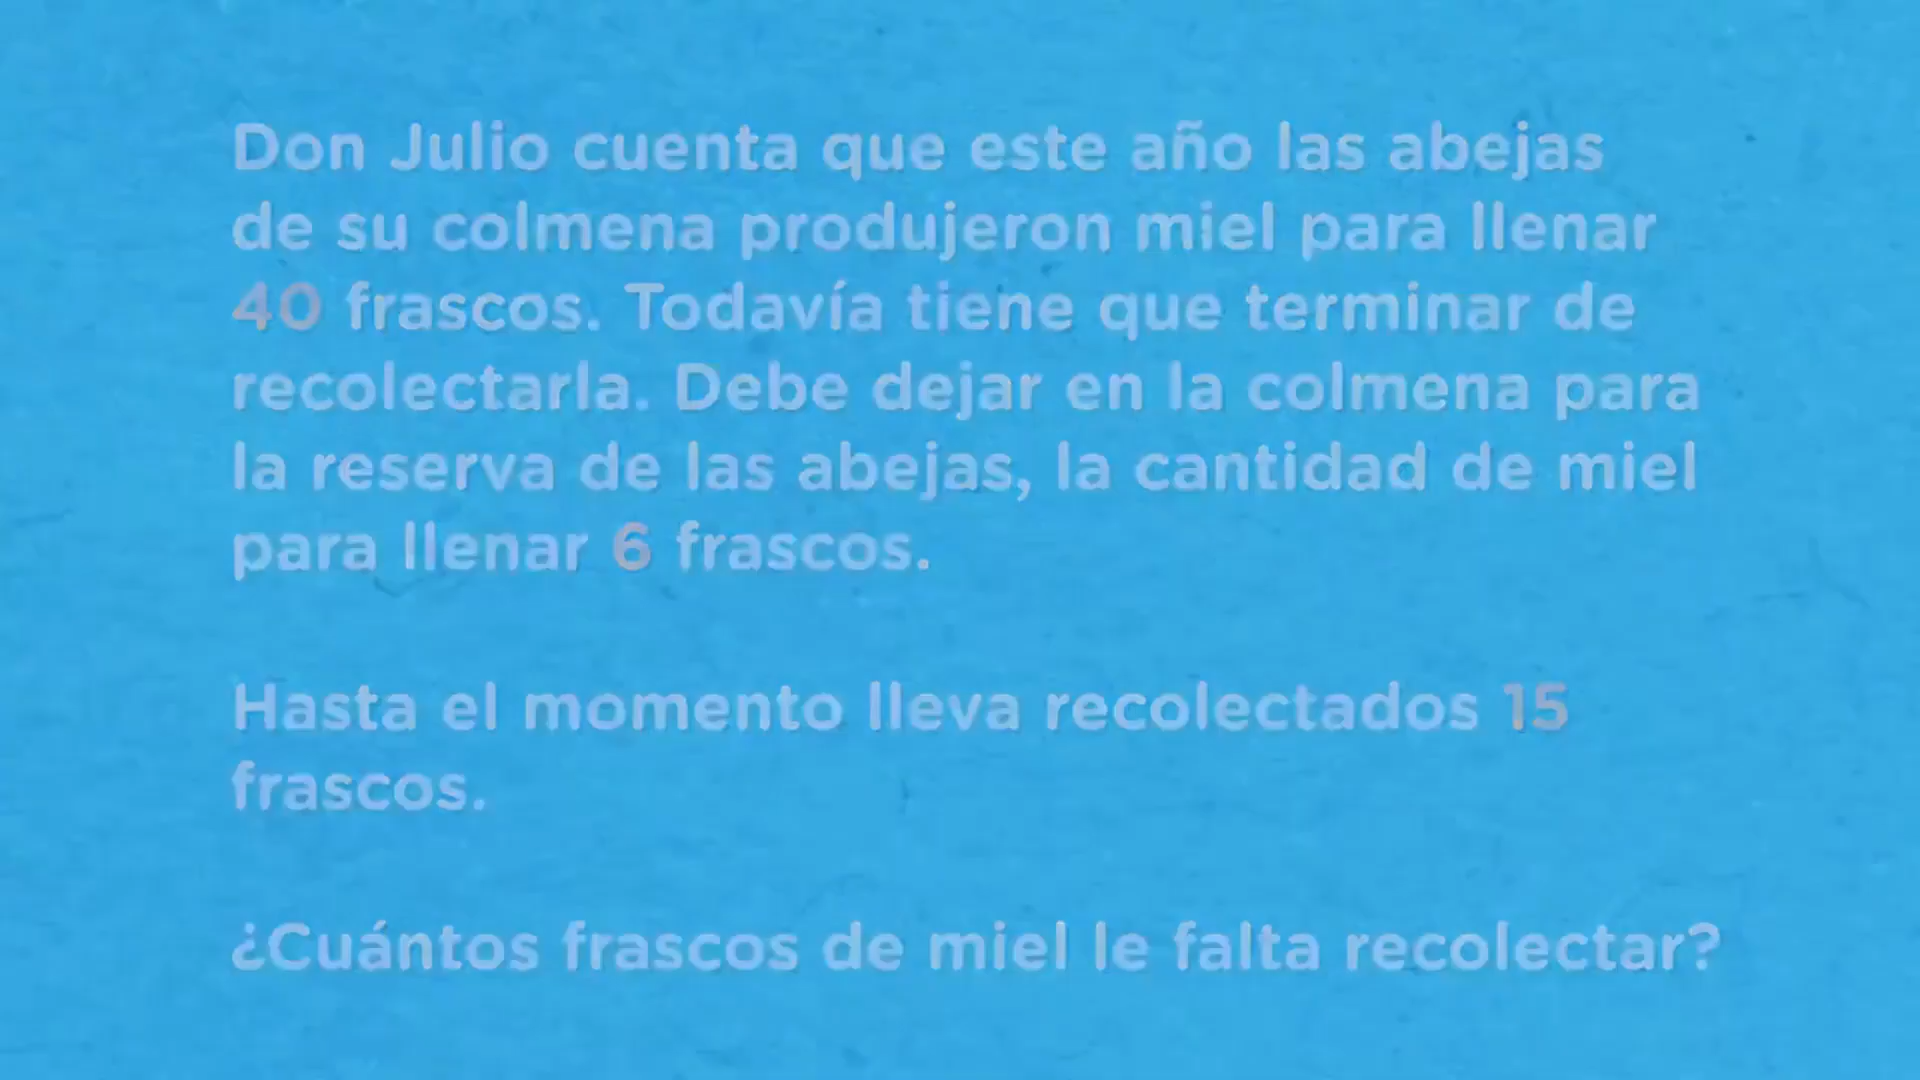 Don Julio cuenta que este año las abejas
de su colmena produjeron miel para llenar
40 frascos. Todavía tiene que terminar de
recolectarla. Debe dejar en la colmena para
la reserva de las abejas, la cantidad de miel
para llenar 6 frascos.
Hasta el momento lleva recolectados 15
frascos.
¿Cuántos frascos de miel le falta recolectar?